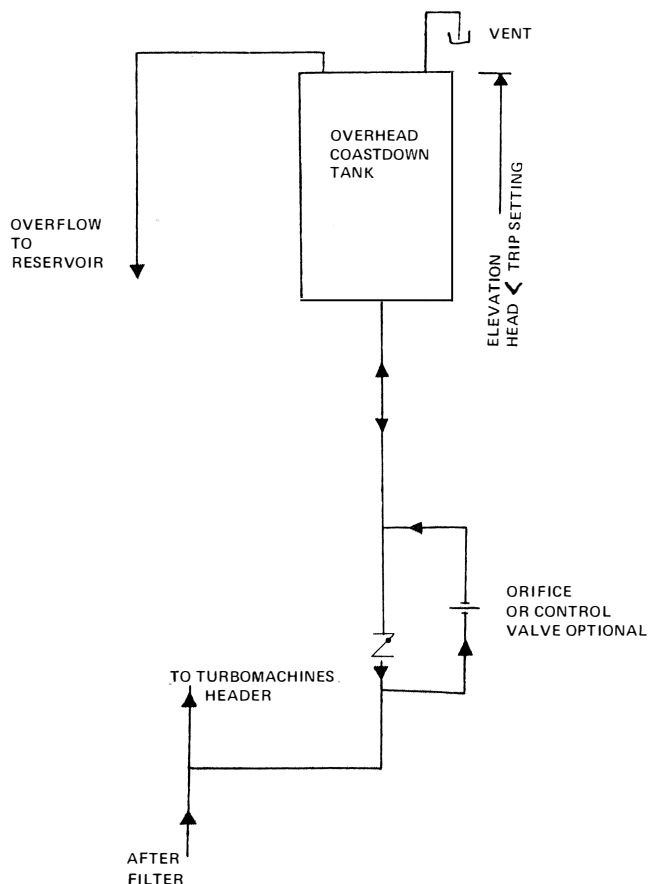 VENT
OVERHEAD
COASTDOWN
TANK
ELEVATION
HEAD < TRIP SETTING
OVERFLOW
TO
RESERVOIR
ORIFICE
OR CONTROL
VALVE OPTIONAL
TO TURBOMACHINES
HEADER
AFTER
FILTER